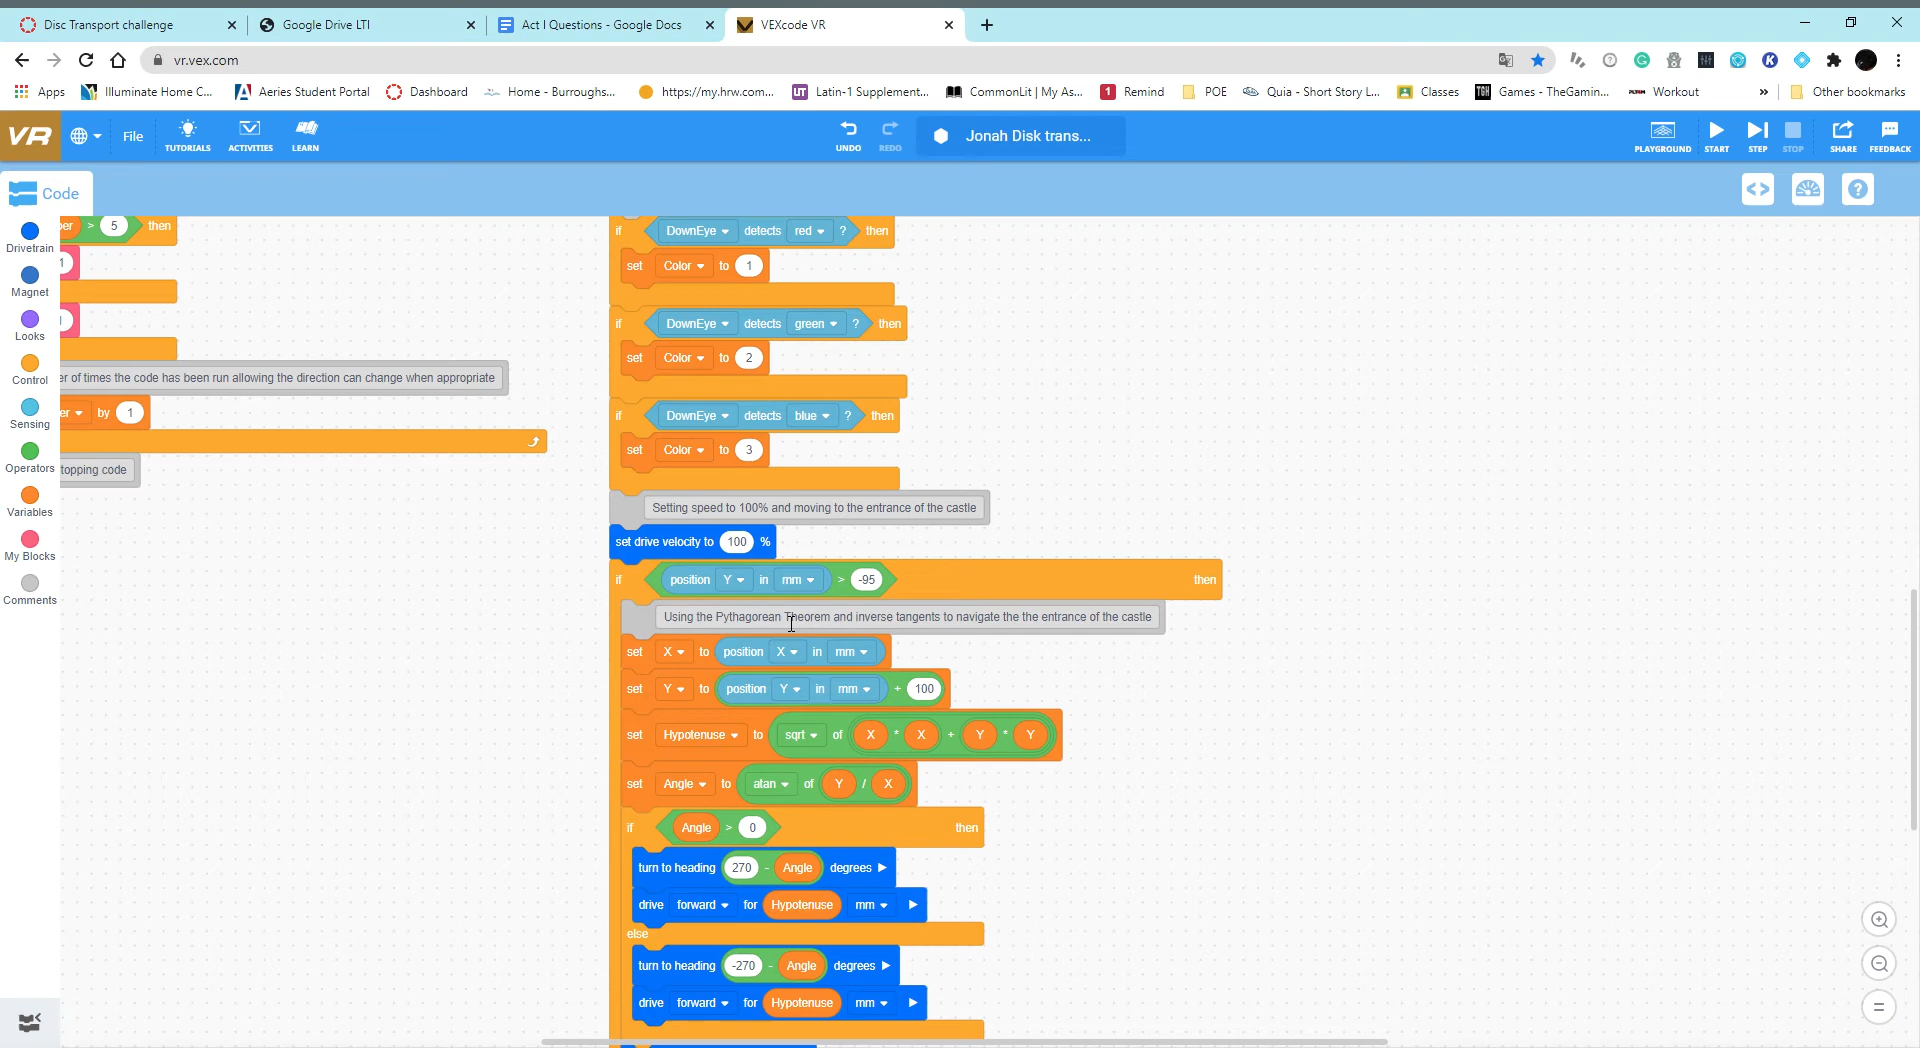 Disc Transport challenge
Google Drive LTI
Act I Questions - Google Docs
VEXcode VR
vr.vex.com
Apps
Illuminate Home C...
Aeries Student Portal
Dashboard
Home - Burroughs...
https://my.hrw.com...
UT Latin-1 Supplement...
CommonLit | My As...
1 Remind
POE
Quia - Short Story L...
Classes
TGH Games - TheGamin...
Workout
»
Other bookmarks
VR
File
TUTORIALS
ACTIVITIES
LEARN
UNDO
REDO
Jonah Disk trans...
PLAYGROUND
START
STEP
STOP
SHARE
FEEDBACK
Code
Drivetrain
Magnet
Looks
Control
Sensing
Operators
Variables
My Blocks
Comments
er > 5 then
1
er of times the code has been run allowing the direction can change when appropriate
er by 1
topping code
if DownEye detects red ? then
set Color to 1
if DownEye detects green ? then
set Color to 2
if DownEye detects blue ? then
set Color to 3
Setting speed to 100% and moving to the entrance of the castle
set drive velocity to 100 %
if position Y in mm > -95 then
Using the Pythagorean Theorem and inverse tangents to navigate the the entrance of the castle
set X to position X in mm
set Y to position Y in mm + 100
set Hypotenuse to sqrt of X * X + Y * Y
set Angle to atan of Y / X
if Angle > 0 then
turn to heading 270 - Angle degrees
drive forward for Hypotenuse mm
else
turn to heading -270 - Angle degrees
drive forward for Hypotenuse mm